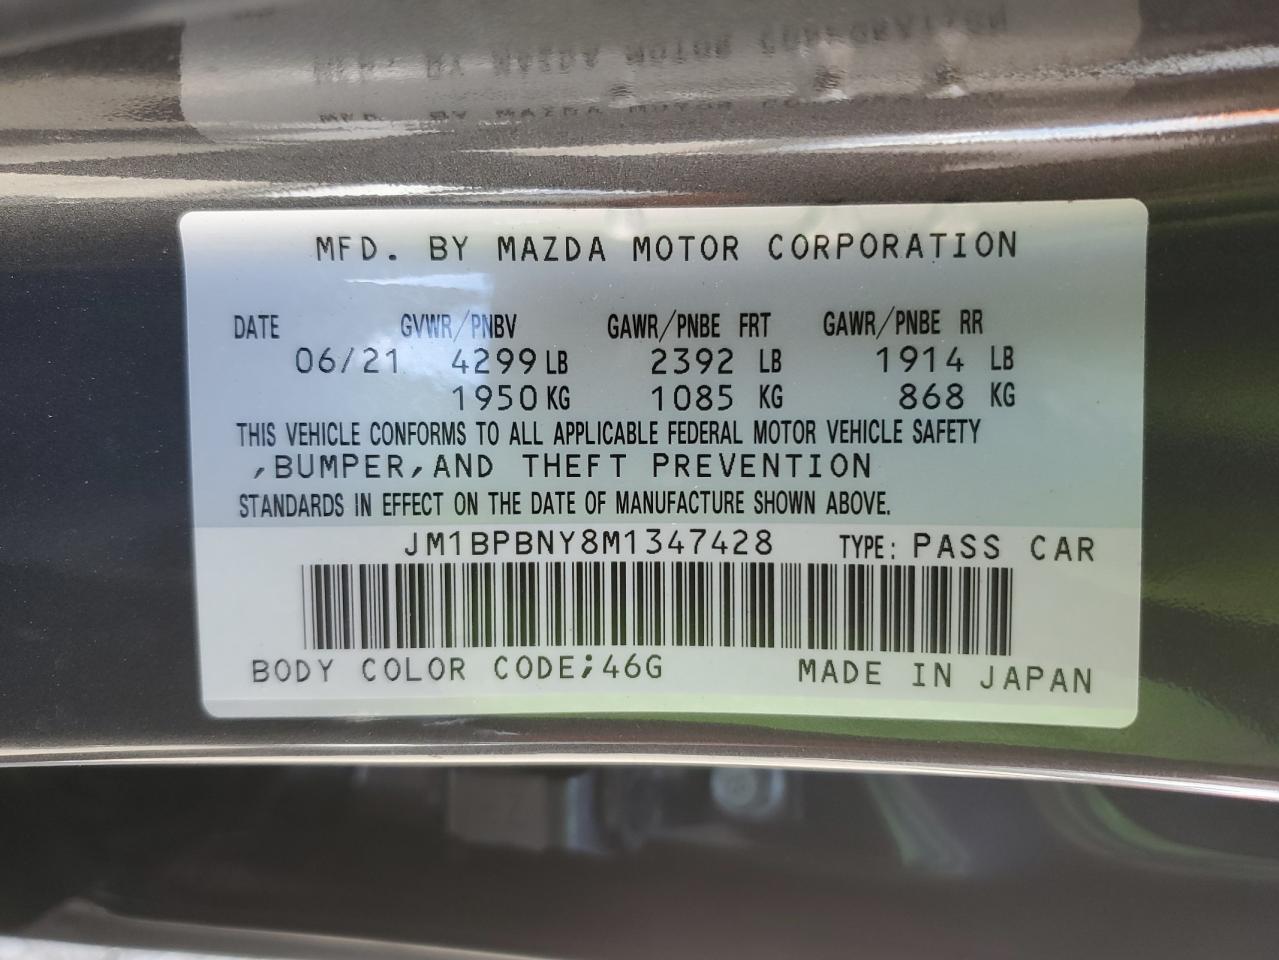 MFD. BY MAZDA MOTOR CORPORATION
DATE GVWR/PNBV GAWR/PNBE FRT GAWR/PNBE RR
06/21 4299 LB 2392 LB 1914 LB
1950 KG 1085 KG 868 KG
THIS VEHICLE CONFORMS TO ALL APPLICABLE FEDERAL MOTOR VEHICLE SAFETY
,BUMPER,AND THEFT PREVENTION
STANDARDS IN EFFECT ON THE DATE OF MANUFACTURE SHOWN ABOVE.
JM1BPBNY8M1347428 TYPE: PASS CAR
BODY COLOR CODE;46G MADE IN JAPAN